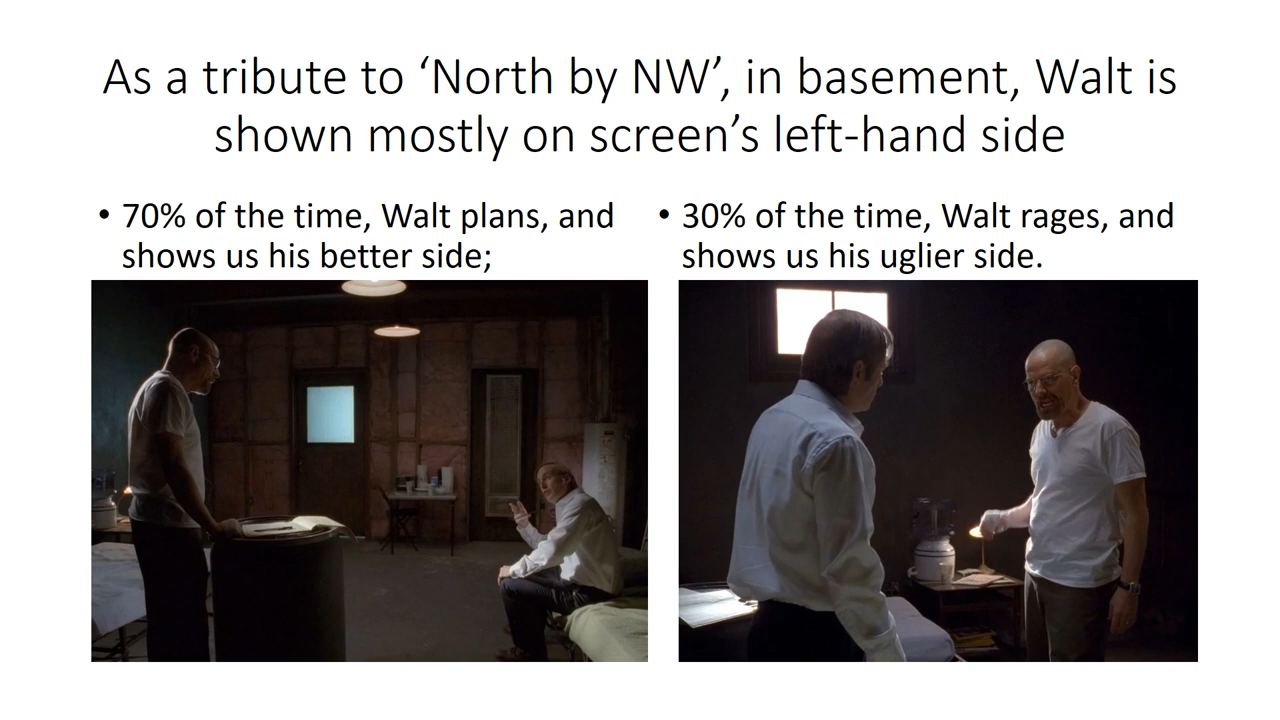 As a tribute to ‘North by NW’, in basement, Walt is
shown mostly on screen’s left-hand side
• 70% of the time, Walt plans, and
shows us his better side;
• 30% of the time, Walt rages, and
shows us his uglier side.